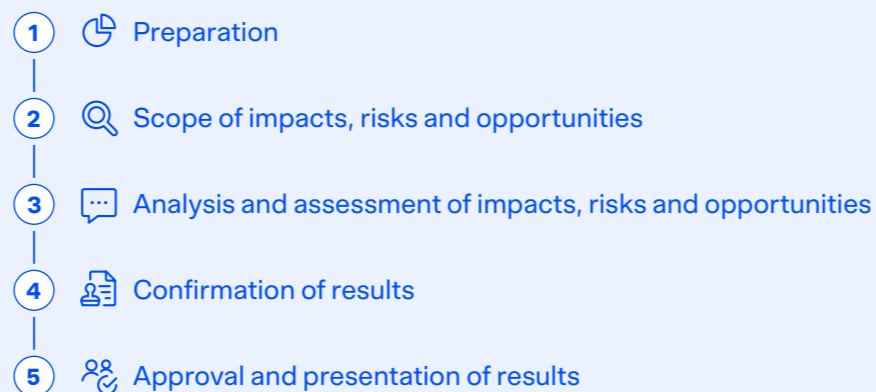 1 Preparation
2 Scope of impacts, risks and opportunities
3 Analysis and assessment of impacts, risks and opportunities
4 Confirmation of results
5 Approval and presentation of results